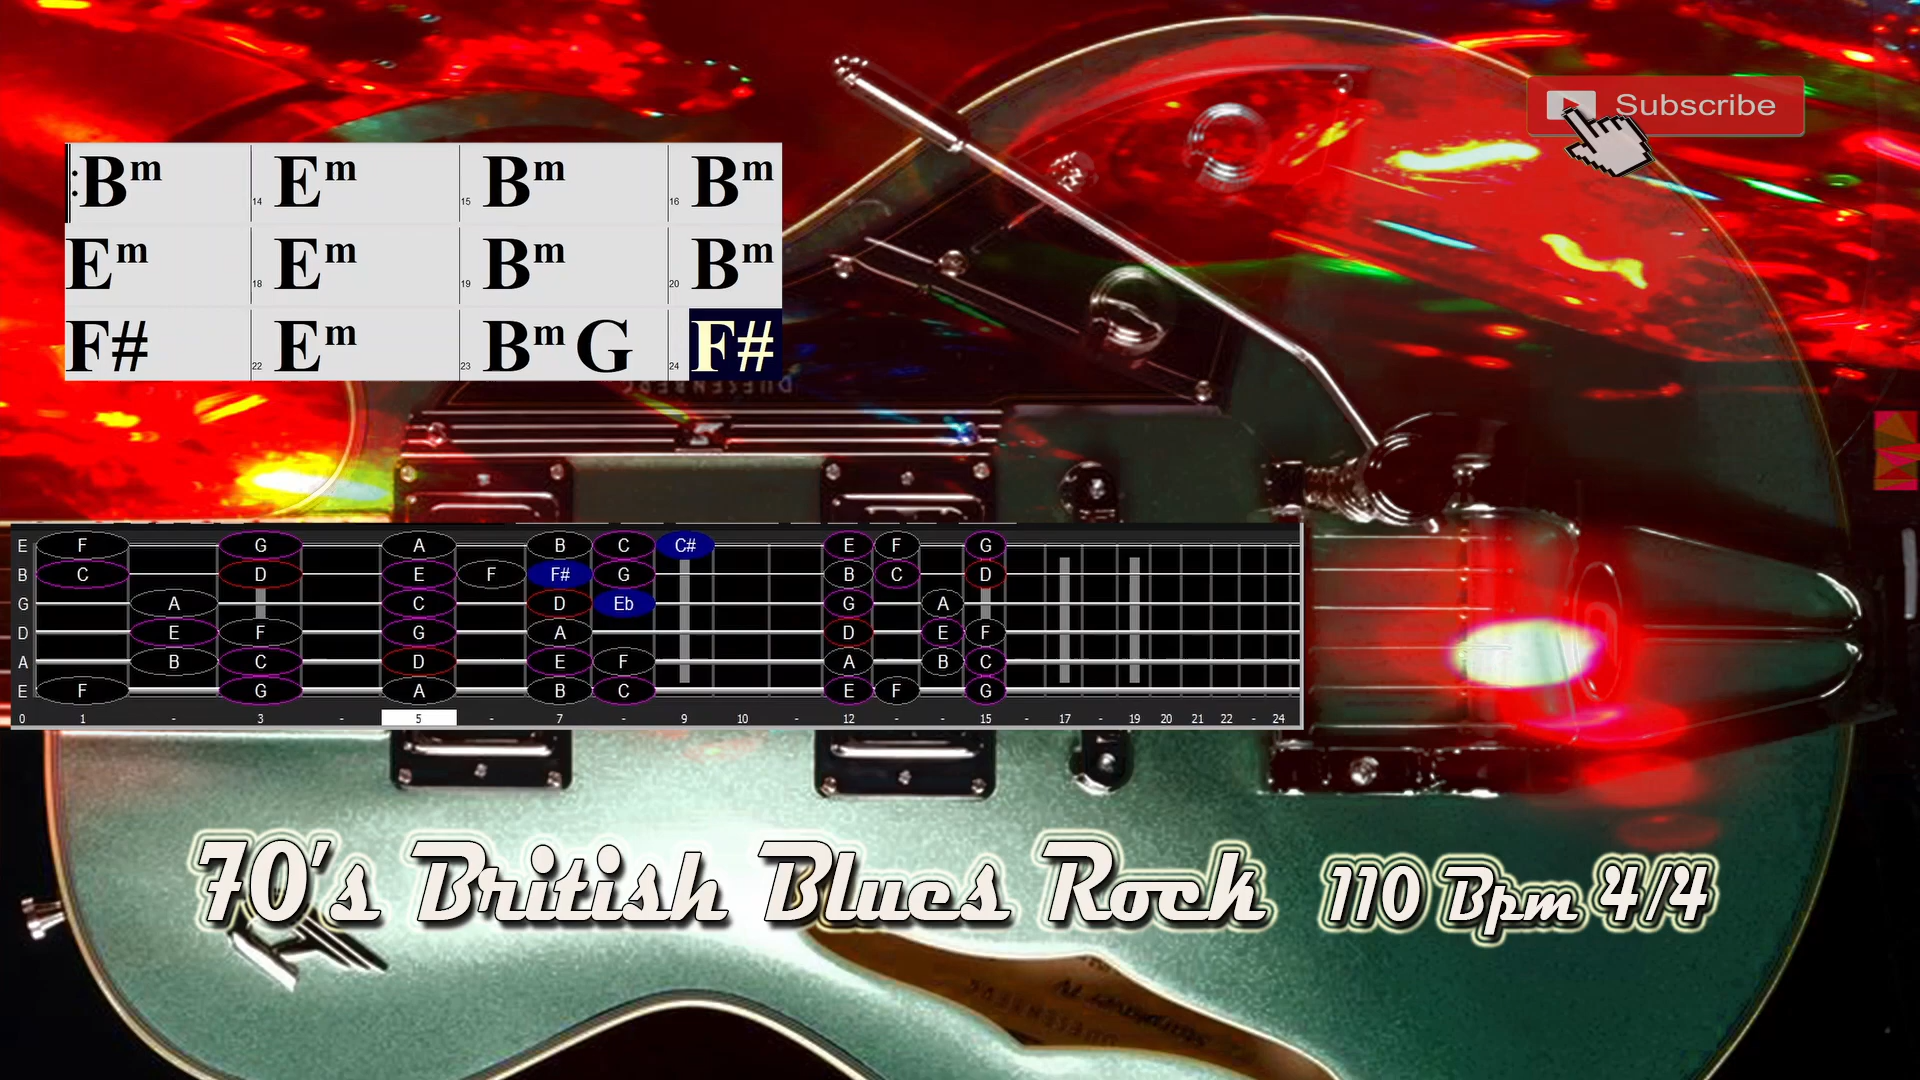 Subscribe
:Bm 14 Em 15 Bm 16 Bm
Em 18 Em 19 Bm 20 Bm
F# 22 Em 23 Bm G 24 F#
DUESENBERG
E F G A B C C# E F G
B C D E F F# G B C D
G A C D Eb G A
D E F G A D E F
A B C D E F A B C
E F G A B C E F G
0 1 - 3 - 5 - 7 - 9 10 - 12 - - 15 - 17 - 19 20 21 22 - 24
70's British Blues Rock 110 Bpm 4/4
DUESENBERG